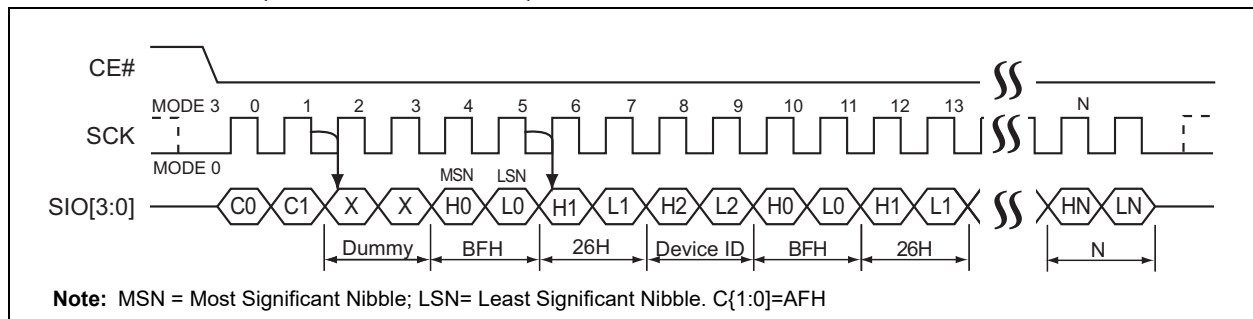 CE#
MODE 3 0 1 2 3 4 5 6 7 8 9 10 11 12 13 N
SCK
MODE 0
MSN LSN
SIO[3:0] C0 C1 X X H0 L0 H1 L1 H2 L2 H0 L0 H1 L1 HN LN
Dummy BFH 26H Device ID BFH 26H N
Note: MSN = Most Significant Nibble; LSN= Least Significant Nibble. C{1:0]=AFH